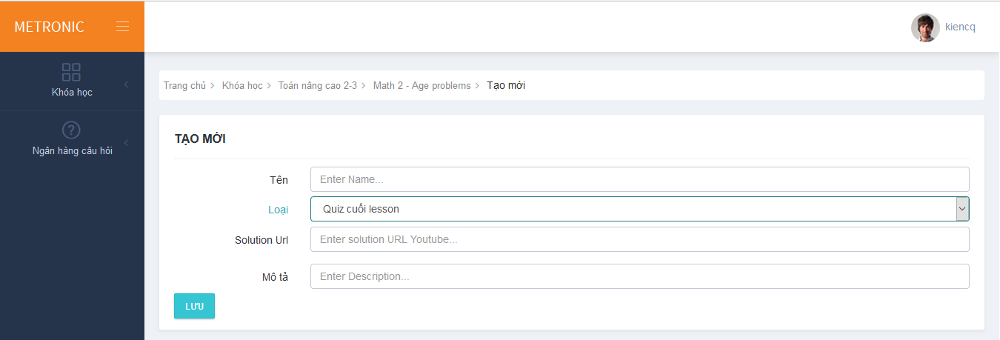 METRONIC
kiencq
Khóa học
Ngân hàng câu hỏi
Trang chủ > Khóa học > Toán nâng cao 2-3 > Math 2 - Age problems > Tạo mới
TẠO MỚI
Tên Enter Name...
Loại Quiz cuối lesson
Solution Url Enter solution URL Youtube...
Mô tả Enter Description...
LƯU